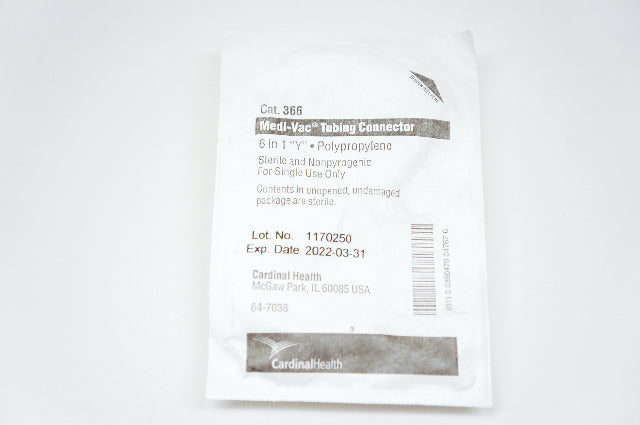 Cat. 366
Medi-Vac® Tubing Connector
6 in 1 "Y" • Polypropylene
Sterile and Nonpyrogenic
For Single Use Only
Contents in unopened, undamaged
package are sterile.
Lot. No. 1170250
Exp. Date 2022-03-31
Cardinal Health
McGaw Park, IL 60085 USA
64-7038
3
CardinalHealth